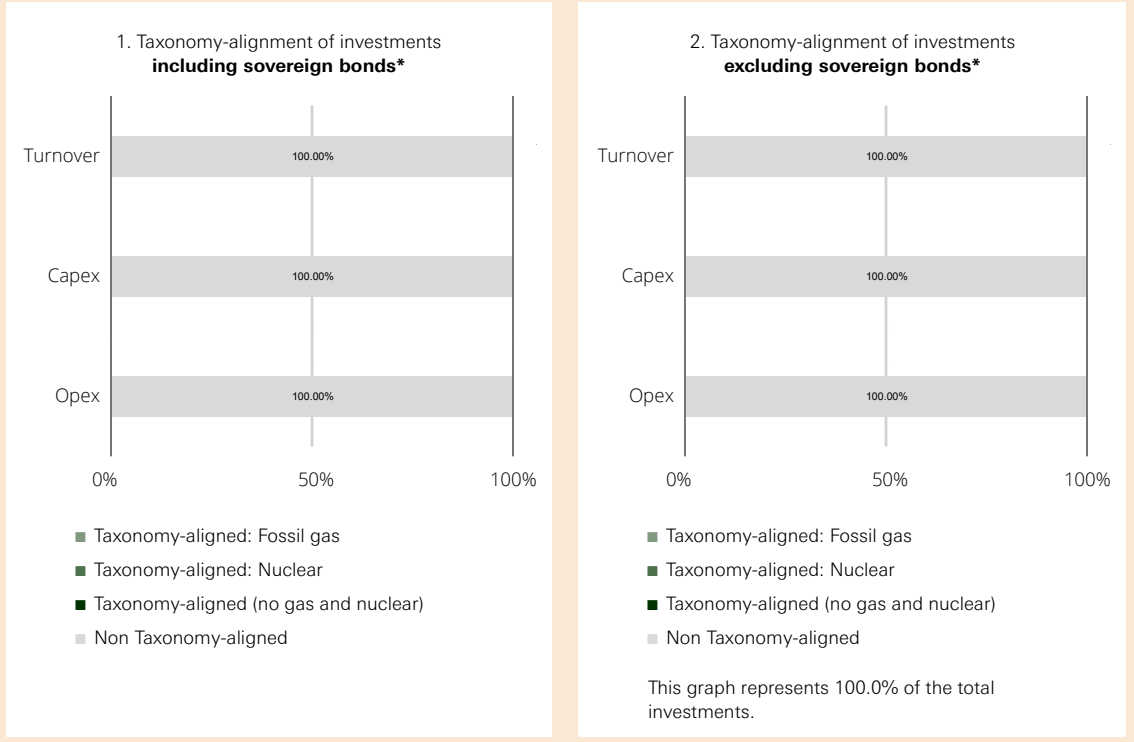 1. Taxonomy-alignment of investments
including sovereign bonds*
Turnover
100.00%
Capex
100.00%
Opex
100.00%
0%
50%
100%
Taxonomy-aligned: Fossil gas
Taxonomy-aligned: Nuclear
Taxonomy-aligned (no gas and nuclear)
Non Taxonomy-aligned
2. Taxonomy-alignment of investments
excluding sovereign bonds*
Turnover
100.00%
Capex
100.00%
Opex
100.00%
0%
50%
100%
Taxonomy-aligned: Fossil gas
Taxonomy-aligned: Nuclear
Taxonomy-aligned (no gas and nuclear)
Non Taxonomy-aligned
This graph represents 100.0% of the total
investments.